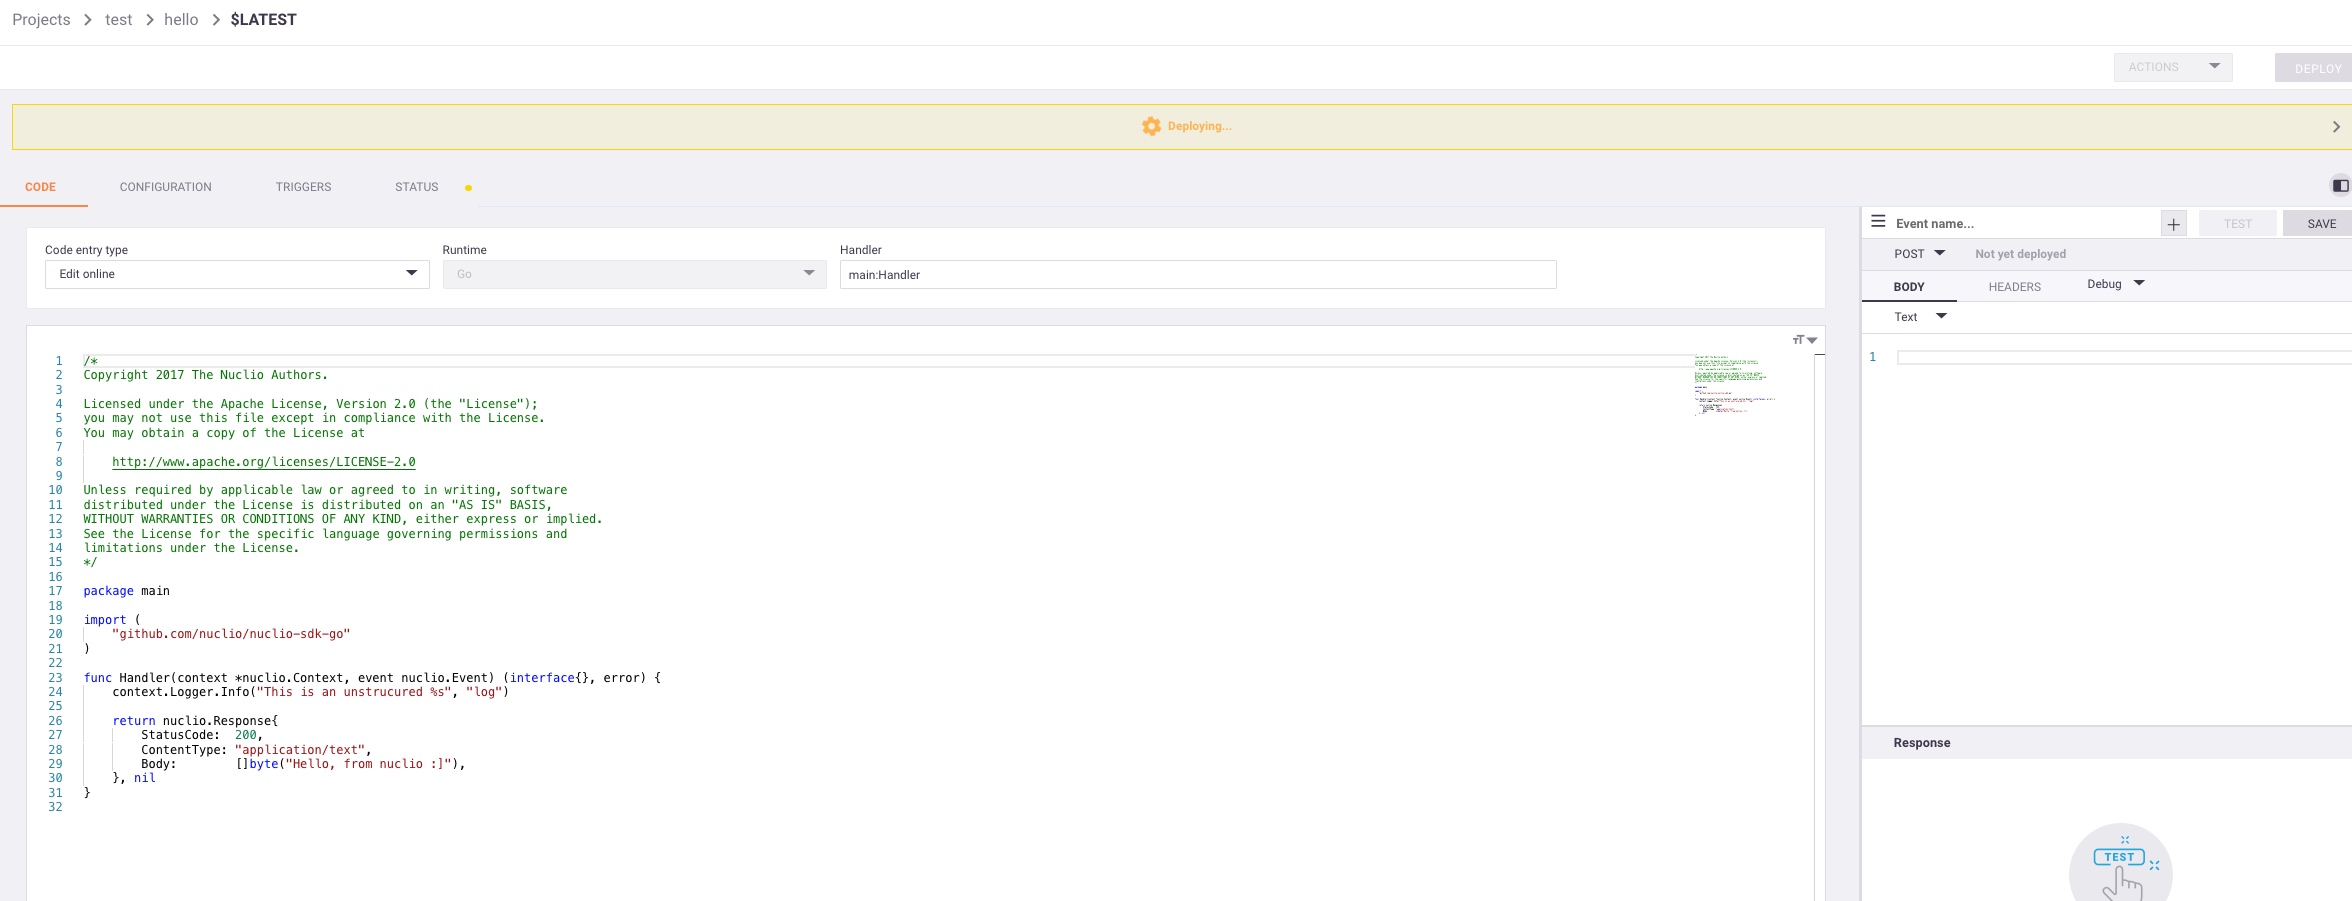 Projects > test > hello > $LATEST
ACTIONS
DEPLOY
Deploying...
CODE CONFIGURATION TRIGGERS STATUS
Code entry type
Edit online
Runtime
Go
Handler
main:Handler
1 /*
2 Copyright 2017 The Nuclio Authors.
3
4 Licensed under the Apache License, Version 2.0 (the "License");
5 you may not use this file except in compliance with the License.
6 You may obtain a copy of the License at
7
8     http://www.apache.org/licenses/LICENSE-2.0
9
10 Unless required by applicable law or agreed to in writing, software
11 distributed under the License is distributed on an "AS IS" BASIS,
12 WITHOUT WARRANTIES OR CONDITIONS OF ANY KIND, either express or implied.
13 See the License for the specific language governing permissions and
14 limitations under the License.
15 */
16
17 package main
18
19 import (
20     "github.com/nuclio/nuclio-sdk-go"
21 )
22
23 func Handler(context *nuclio.Context, event nuclio.Event) (interface{}, error) {
24     context.Logger.Info("This is an unstrucured %s", "log")
25
26     return nuclio.Response{
27         StatusCode:  200,
28         ContentType: "application/text",
29         Body:        []byte("Hello, from nuclio :]"),
30     }, nil
31 }
32
Event name...
+
TEST
SAVE
POST
Not yet deployed
BODY HEADERS Debug
Text
1
Response
TEST